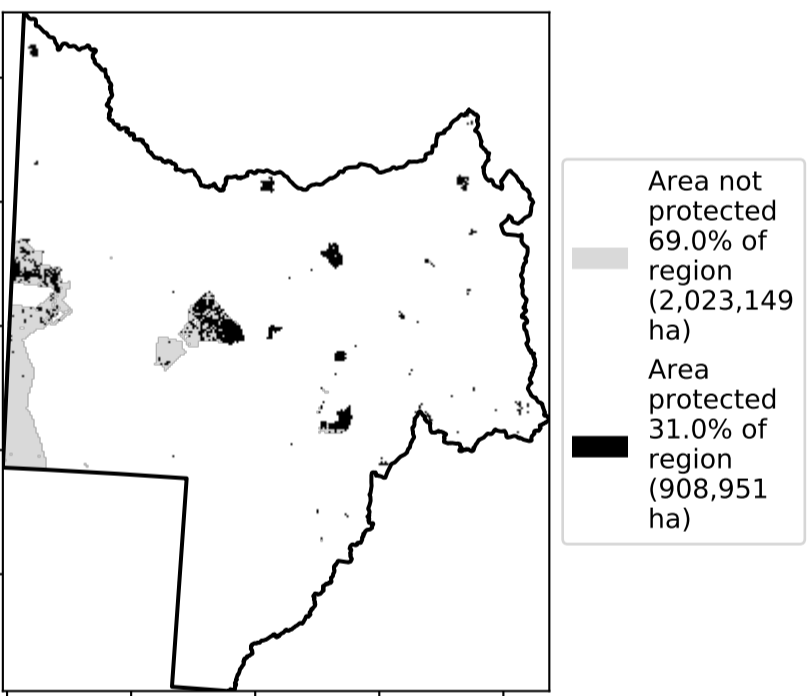 Area not
protected
69.0% of
region
(2,023,149
ha)
Area
protected
31.0% of
region
(908,951
ha)